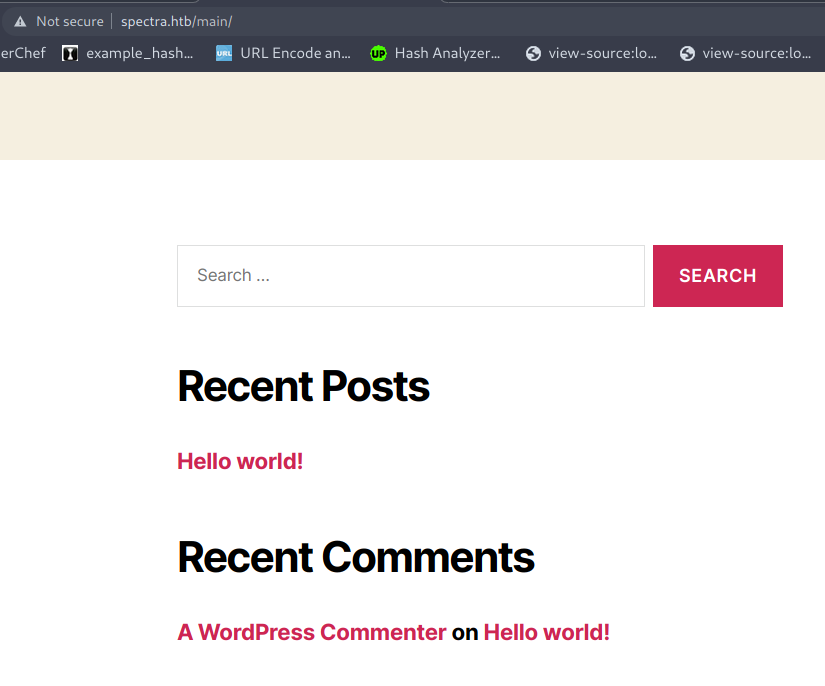 Not secure spectra.htb/main/
erChef example_hash... URL Encode an... Hash Analyzer... view-source:lo... view-source:lo...
Search ...
SEARCH
Recent Posts
Hello world!
Recent Comments
A WordPress Commenter on Hello world!